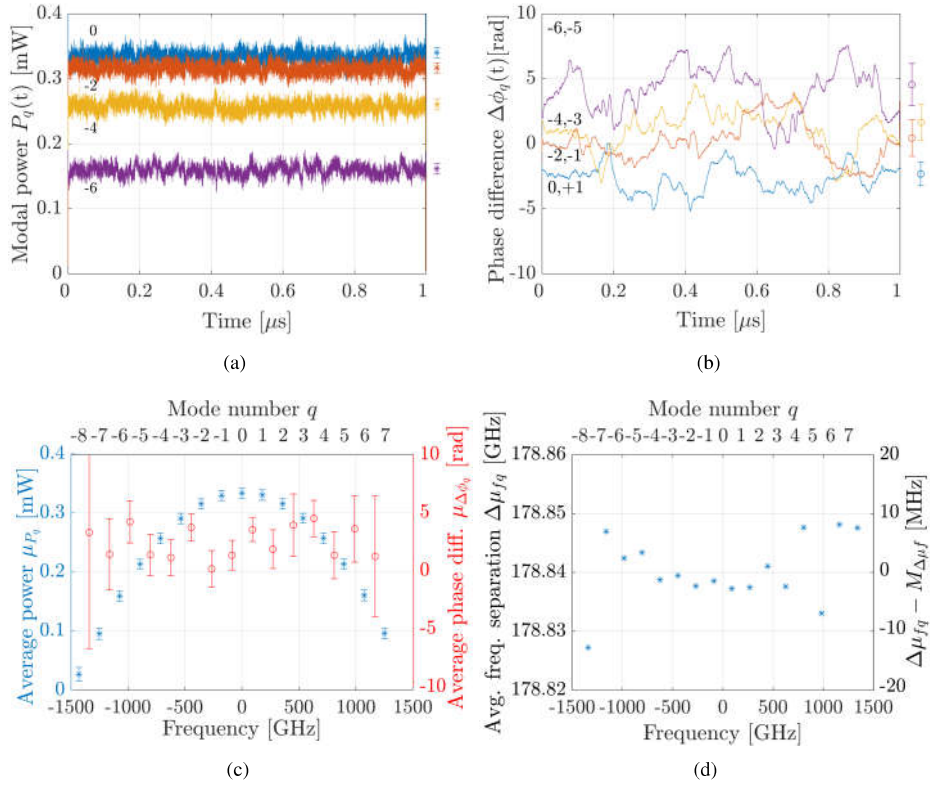 Modal power P_q(t) [mW]
0.4
0.3
0.2
0.1
0
0
-2
-4
-6
0 0.2 0.4 0.6 0.8 1
Time [μs]
(a)
Phase difference Δϕ_q(t)[rad]
10
5
0
-5
-10
-6,-5
-4,-3
-2,-1
0,+1
0 0.2 0.4 0.6 0.8 1
Time [μs]
(b)
Mode number q
-8 -7 -6 -5 -4 -3 -2 -1 0 1 2 3 4 5 6 7
Average power μ_{P_q} [mW]
0.4
0.3
0.2
0.1
0
Average phase diff. μ_{Δϕ_q} [rad]
10
5
0
-5
-10
-1500 -1000 -500 0 500 1000 1500
Frequency [GHz]
(c)
Mode number q
-8 -7 -6 -5 -4 -3 -2 -1 0 1 2 3 4 5 6 7
Avg. freq. separation Δμ_{fq} [GHz]
178.86
178.85
178.84
178.83
178.82
Δμ_{fq} − M_{Δμf} [MHz]
20
10
0
-10
-20
-1500 -1000 -500 0 500 1000 1500
Frequency [GHz]
(d)